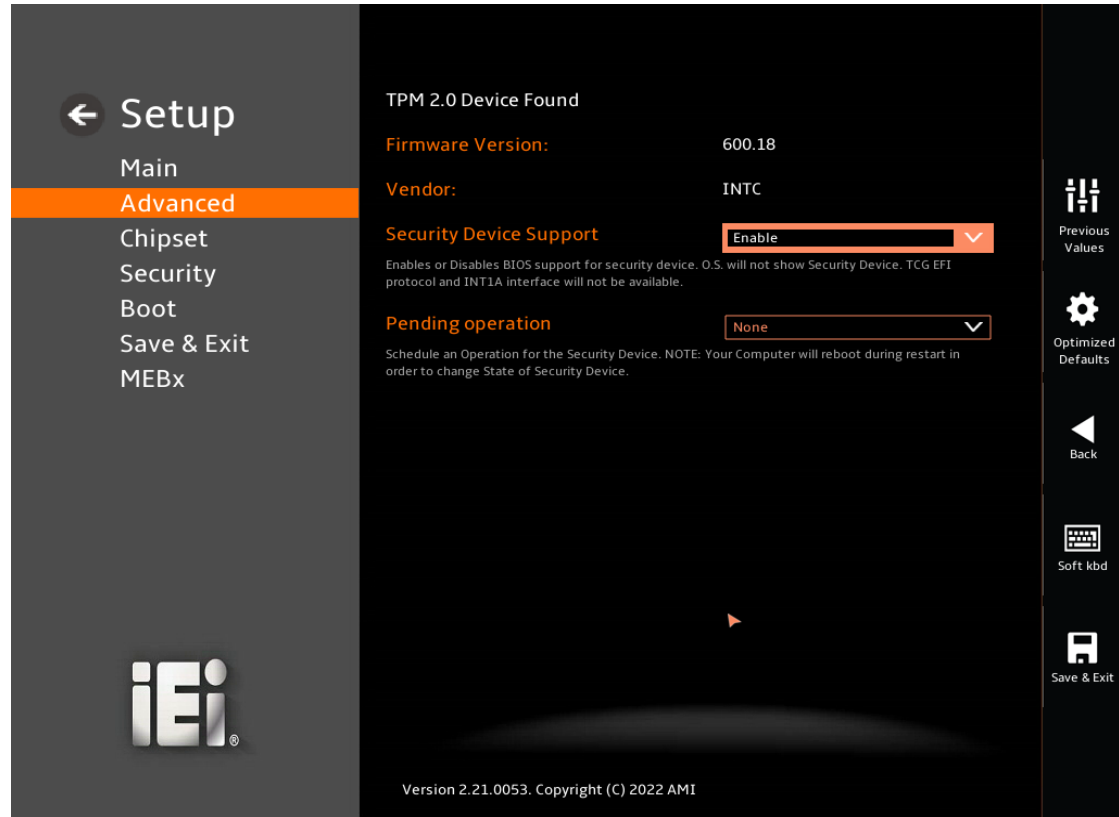 Setup
Main
Advanced
Chipset
Security
Boot
Save & Exit
MEBx
iEi®
TPM 2.0 Device Found
Firmware Version: 600.18
Vendor: INTC
Security Device Support Enable
Enables or Disables BIOS support for security device. O.S. will not show Security Device. TCG EFI
protocol and INT1A interface will not be available.
Pending operation None
Schedule an Operation for the Security Device. NOTE: Your Computer will reboot during restart in
order to change State of Security Device.
Version 2.21.0053. Copyright (C) 2022 AMI
Previous
Values
Optimized
Defaults
Back
Soft kbd
Save & Exit